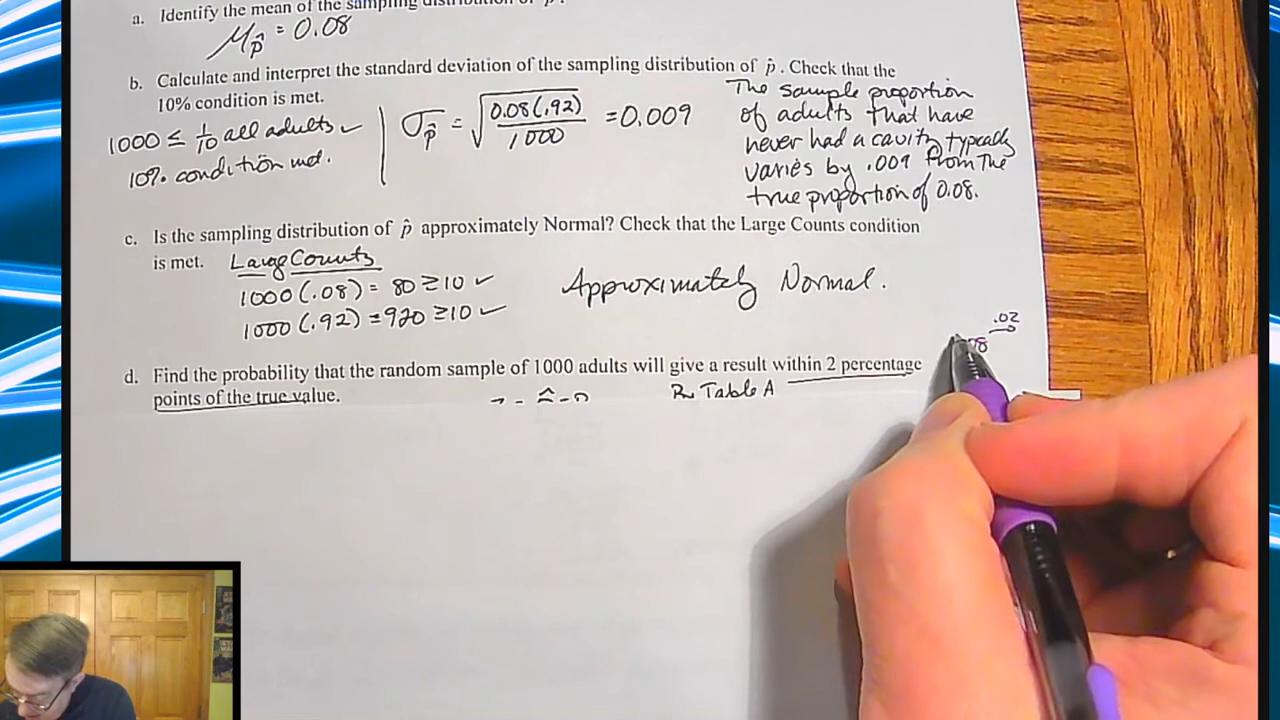 a. Identify the mean of the sampling distribution of p̂?
μp̂ = 0.08
b. Calculate and interpret the standard deviation of the sampling distribution of p̂. Check that the
10% condition is met.
1000 ≤ 1/10 all adults ✓
10% condition met.
σp̂ = √(0.08(.92)/1000) = 0.009
The sample proportion
of adults that have
never had a cavity typically
varies by .009 from the
true proportion of 0.08.
c. Is the sampling distribution of p̂ approximately Normal? Check that the Large Counts condition
is met.
Large Counts
1000(.08) = 80 ≥ 10 ✓
1000(.92) = 920 ≥ 10 ✓
Approximately Normal.
.02
d. Find the probability that the random sample of 1000 adults will give a result within 2 percentage
points of the true value.
Table A